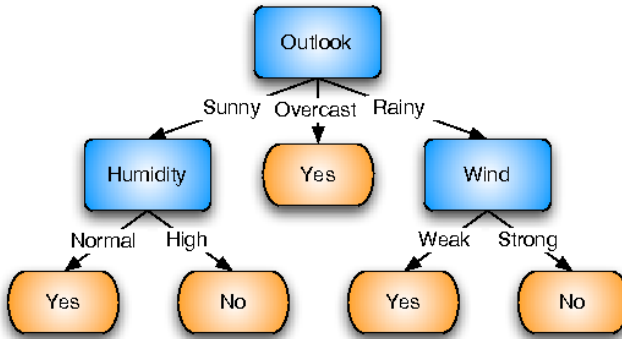 Outlook
Sunny Overcast Rainy
Humidity Yes Wind
Normal High Weak Strong
Yes No Yes No